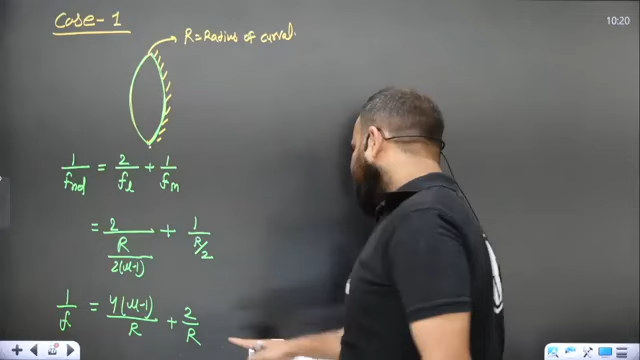 Case-1
10:20
R=Radius of curval.
1/f_nd = 2/f_l + 1/f_m
= 2/(R/2(μ-1)) + 1/(R/2)
1/f = 4(μ-1)/R + 2/R